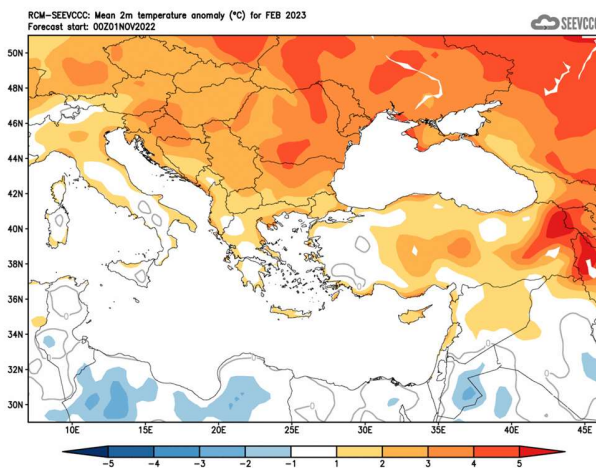 RCM-SEEVCCC: Mean 2m temperature anomaly (°C) for FEB 2023
Forecast start: 00Z01NOV2022
SEEVCCC
50N
48N
46N
44N
42N
40N
38N
36N
34N
32N
30N
10E 15E 20E 25E 30E 35E 40E 45E
-5 -4 -3 -2 -1 1 2 3 4 5